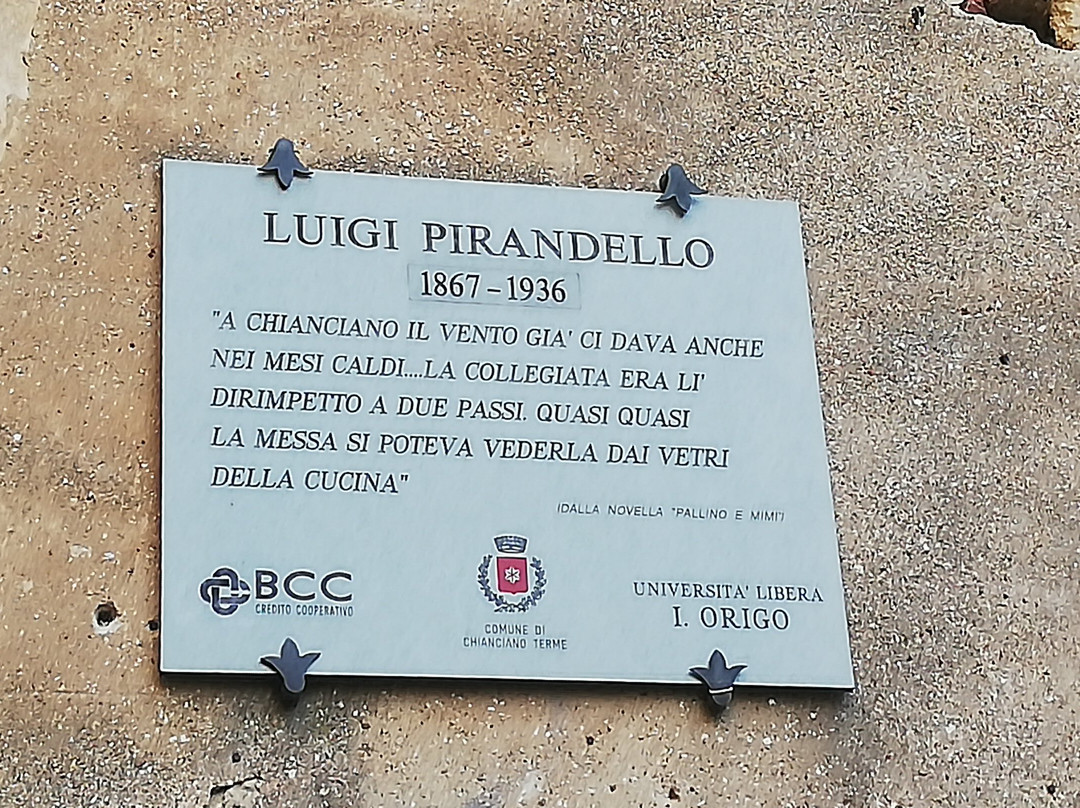 LUIGI PIRANDELLO
1867-1936
"A CHIANCIANO IL VENTO GIA' CI DAVA ANCHE
NEI MESI CALDI....LA COLLEGIATA ERA LI'
DIRIMPETTO A DUE PASSI. QUASI QUASI
LA MESSA SI POTEVA VEDERLA DAI VETRI
DELLA CUCINA"
(DALLA NOVELLA "PALLINO E MIMI")
BCC
CREDITO COOPERATIVO
COMUNE DI
CHIANCIANO TERME
UNIVERSITA' LIBERA
I. ORIGO